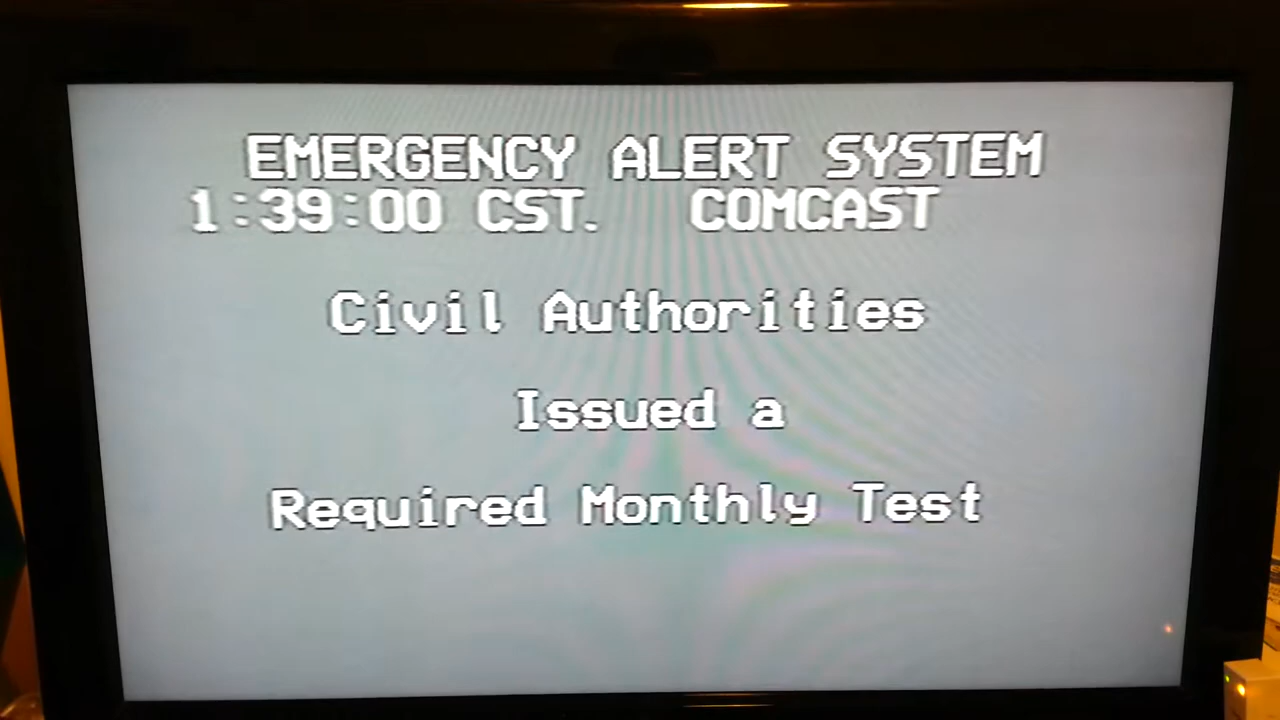 EMERGENCY ALERT SYSTEM
1:39:00 CST. COMCAST
Civil Authorities
Issued a
Required Monthly Test